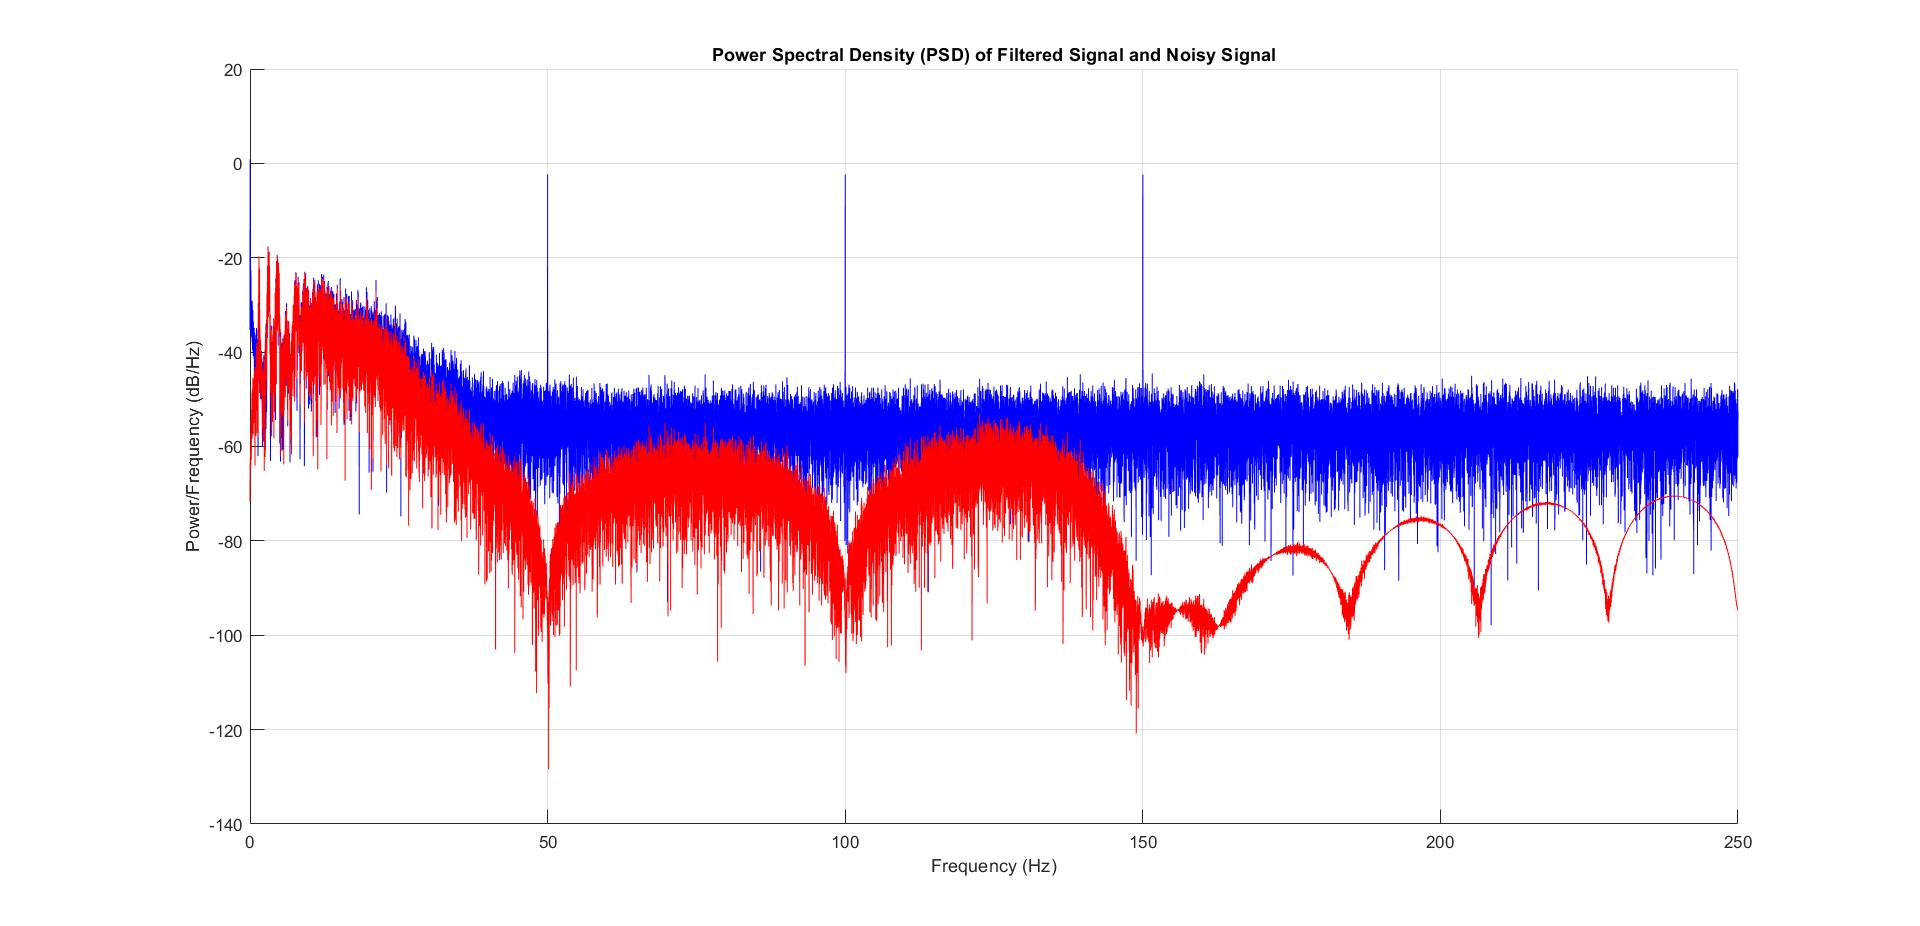 Power Spectral Density (PSD) of Filtered Signal and Noisy Signal
20
0
-20
-40
-60
-80
-100
-120
-140
Power/Frequency (dB/Hz)
0 50 100 150 200 250
Frequency (Hz)